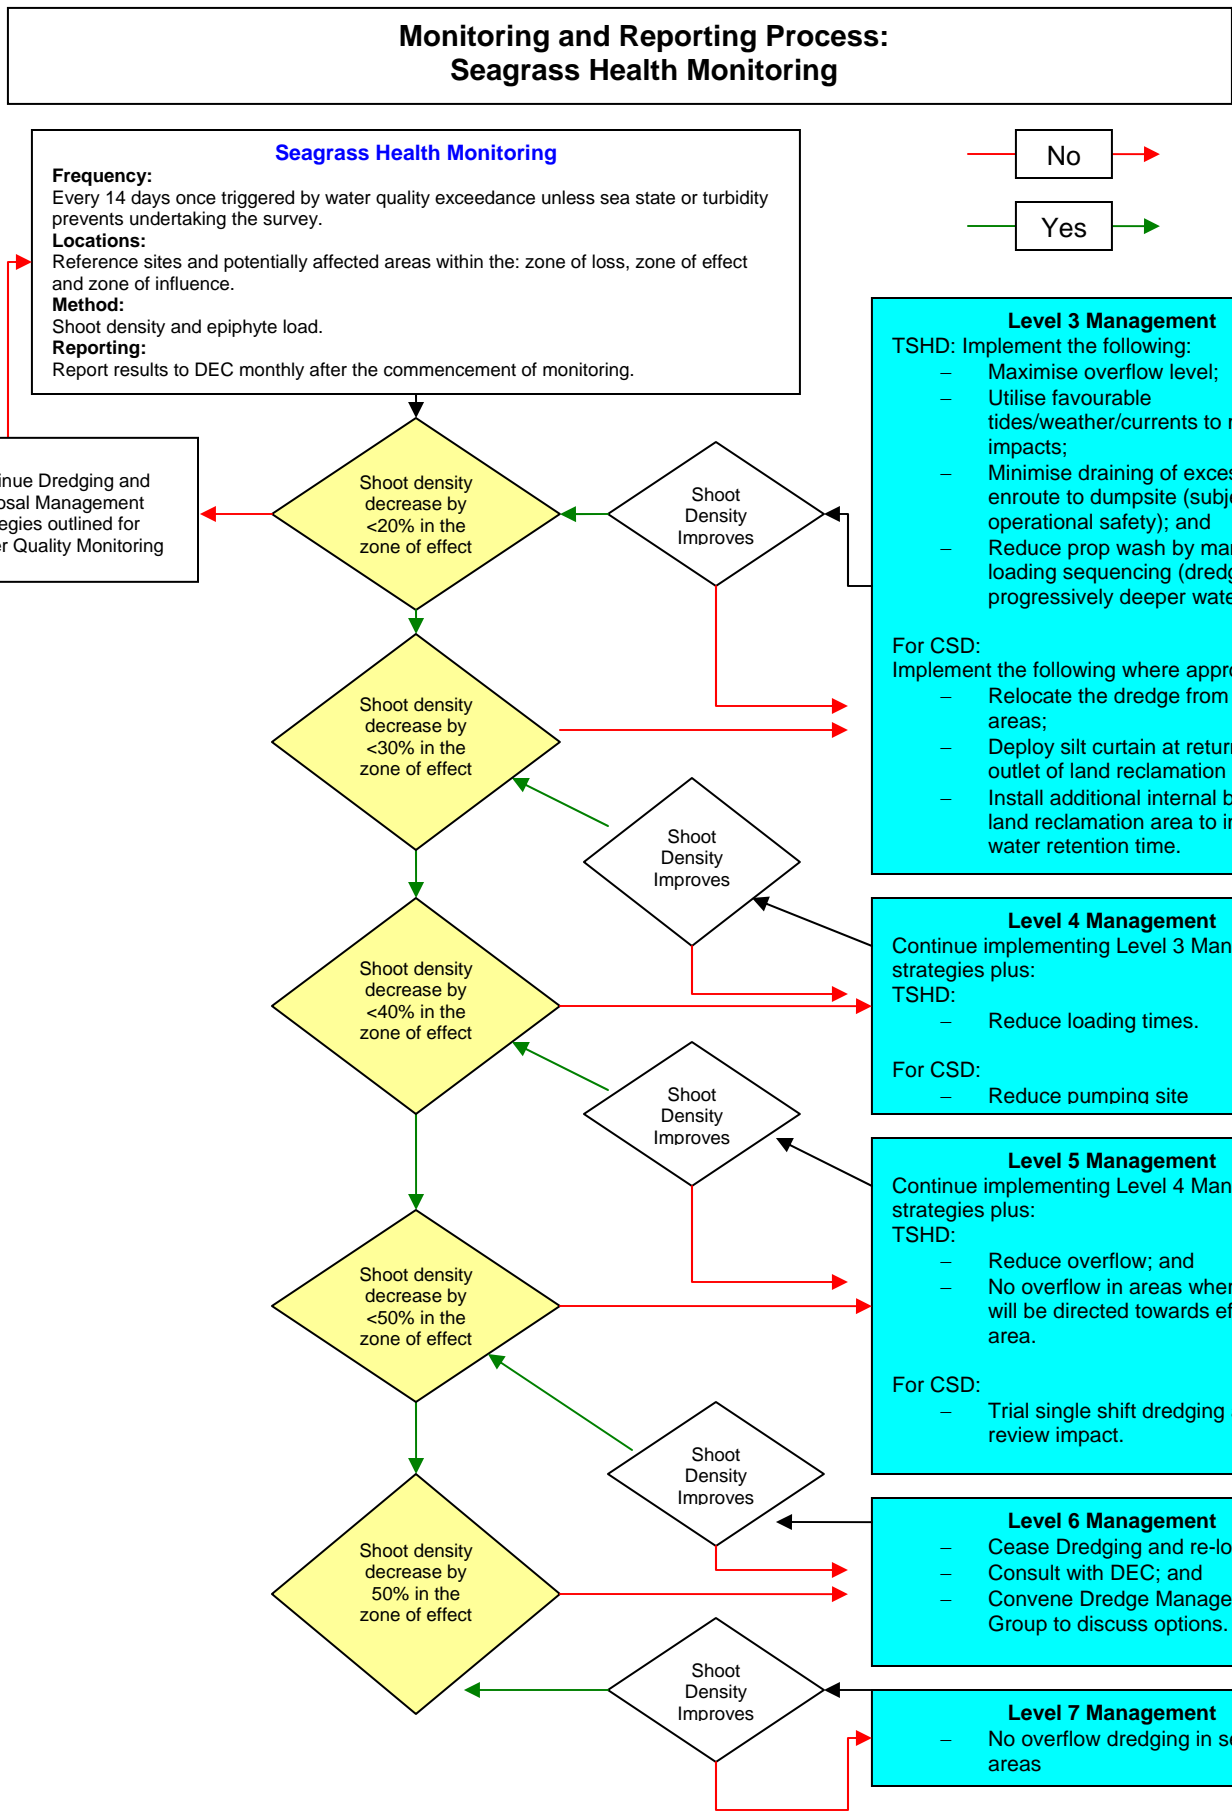 Monitoring and Reporting Process:
Seagrass Health Monitoring
Seagrass Health Monitoring
Frequency:
Every 14 days once triggered by water quality exceedance unless sea state or turbidity
prevents undertaking the survey.
Locations:
Reference sites and potentially affected areas within the: zone of loss, zone of effect
and zone of influence.
Method:
Shoot density and epiphyte load.
Reporting:
Report results to DEC monthly after the commencement of monitoring.
No
Yes
inue Dredging and
osal Management
egies outlined for
er Quality Monitoring
Shoot density
decrease by
<20% in the
zone of effect
Shoot
Density
Improves
Level 3 Management
TSHD: Implement the following:
– Maximise overflow level;
– Utilise favourable
tides/weather/currents to
impacts;
– Minimise draining of exces
enroute to dumpsite (subje
operational safety); and
– Reduce prop wash by mar
loading sequencing (dredg
progressively deeper wate
For CSD:
Implement the following where appro
– Relocate the dredge from
areas;
– Deploy silt curtain at return
outlet of land reclamation
– Install additional internal b
land reclamation area to in
water retention time.
Shoot density
decrease by
<30% in the
zone of effect
Shoot
Density
Improves
Level 4 Management
Continue implementing Level 3 Man
strategies plus:
TSHD:
– Reduce loading times.
For CSD:
– Reduce pumping site
Shoot density
decrease by
<40% in the
zone of effect
Shoot
Density
Improves
Level 5 Management
Continue implementing Level 4 Man
strategies plus:
TSHD:
– Reduce overflow; and
– No overflow in areas wher
will be directed towards ef
area.
For CSD:
– Trial single shift dredging
review impact.
Shoot density
decrease by
<50% in the
zone of effect
Shoot
Density
Improves
Level 6 Management
– Cease Dredging and re-lo
– Consult with DEC; and
– Convene Dredge Manage
Group to discuss options.
Shoot density
decrease by
50% in the
zone of effect
Shoot
Density
Improves
Level 7 Management
– No overflow dredging in se
areas